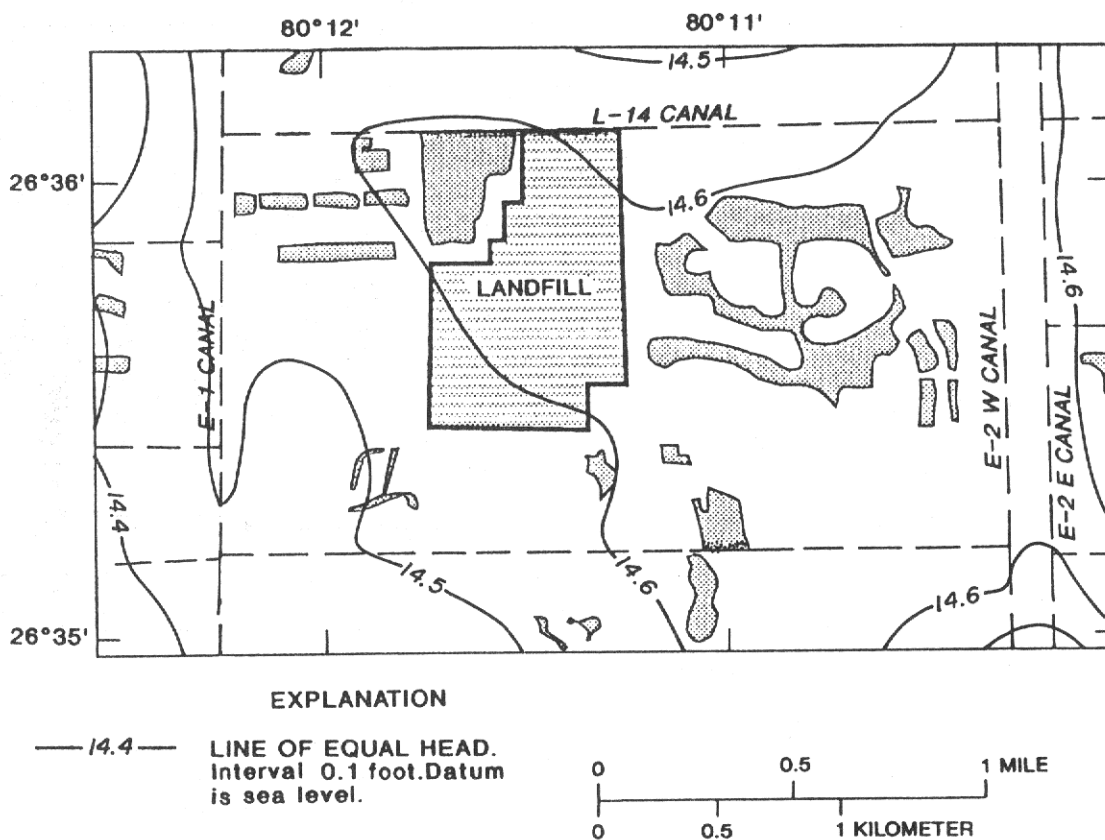 80°12'
80°11'
14.5
L-14 CANAL
26°36'
14.6
LANDFILL
14.6
E-1 CANAL
E-2 W CANAL
E-2 E CANAL
14.4
14.5
14.6
14.6
26°35'
EXPLANATION
14.4
LINE OF EQUAL HEAD.
Interval 0.1 foot.Datum
is sea level.
0 0.5 1 MILE
0 0.5 1 KILOMETER